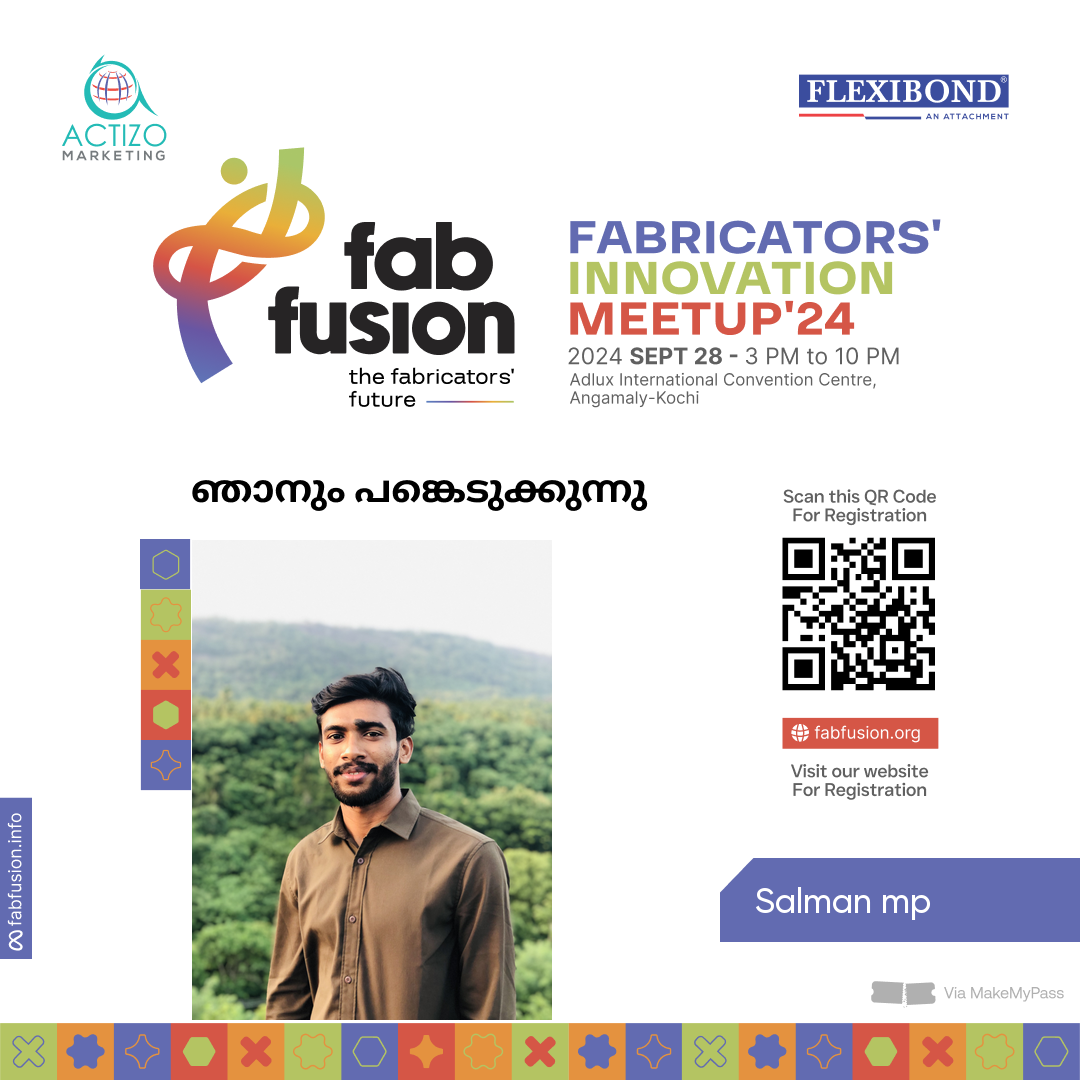 ACTIZO
MARKETING
FLEXIBOND®
AN ATTACHMENT
fab
fusion
the fabricators'
future
FABRICATORS'
INNOVATION
MEETUP'24
2024 SEPT 28 - 3 PM to 10 PM
Adlux International Convention Centre,
Angamaly-Kochi
ഞാനും പങ്കെടുക്കുന്നു
Scan this QR Code
For Registration
fabfusion.org
Visit our website
For Registration
fabfusion.info
Salman mp
Via MakeMyPass